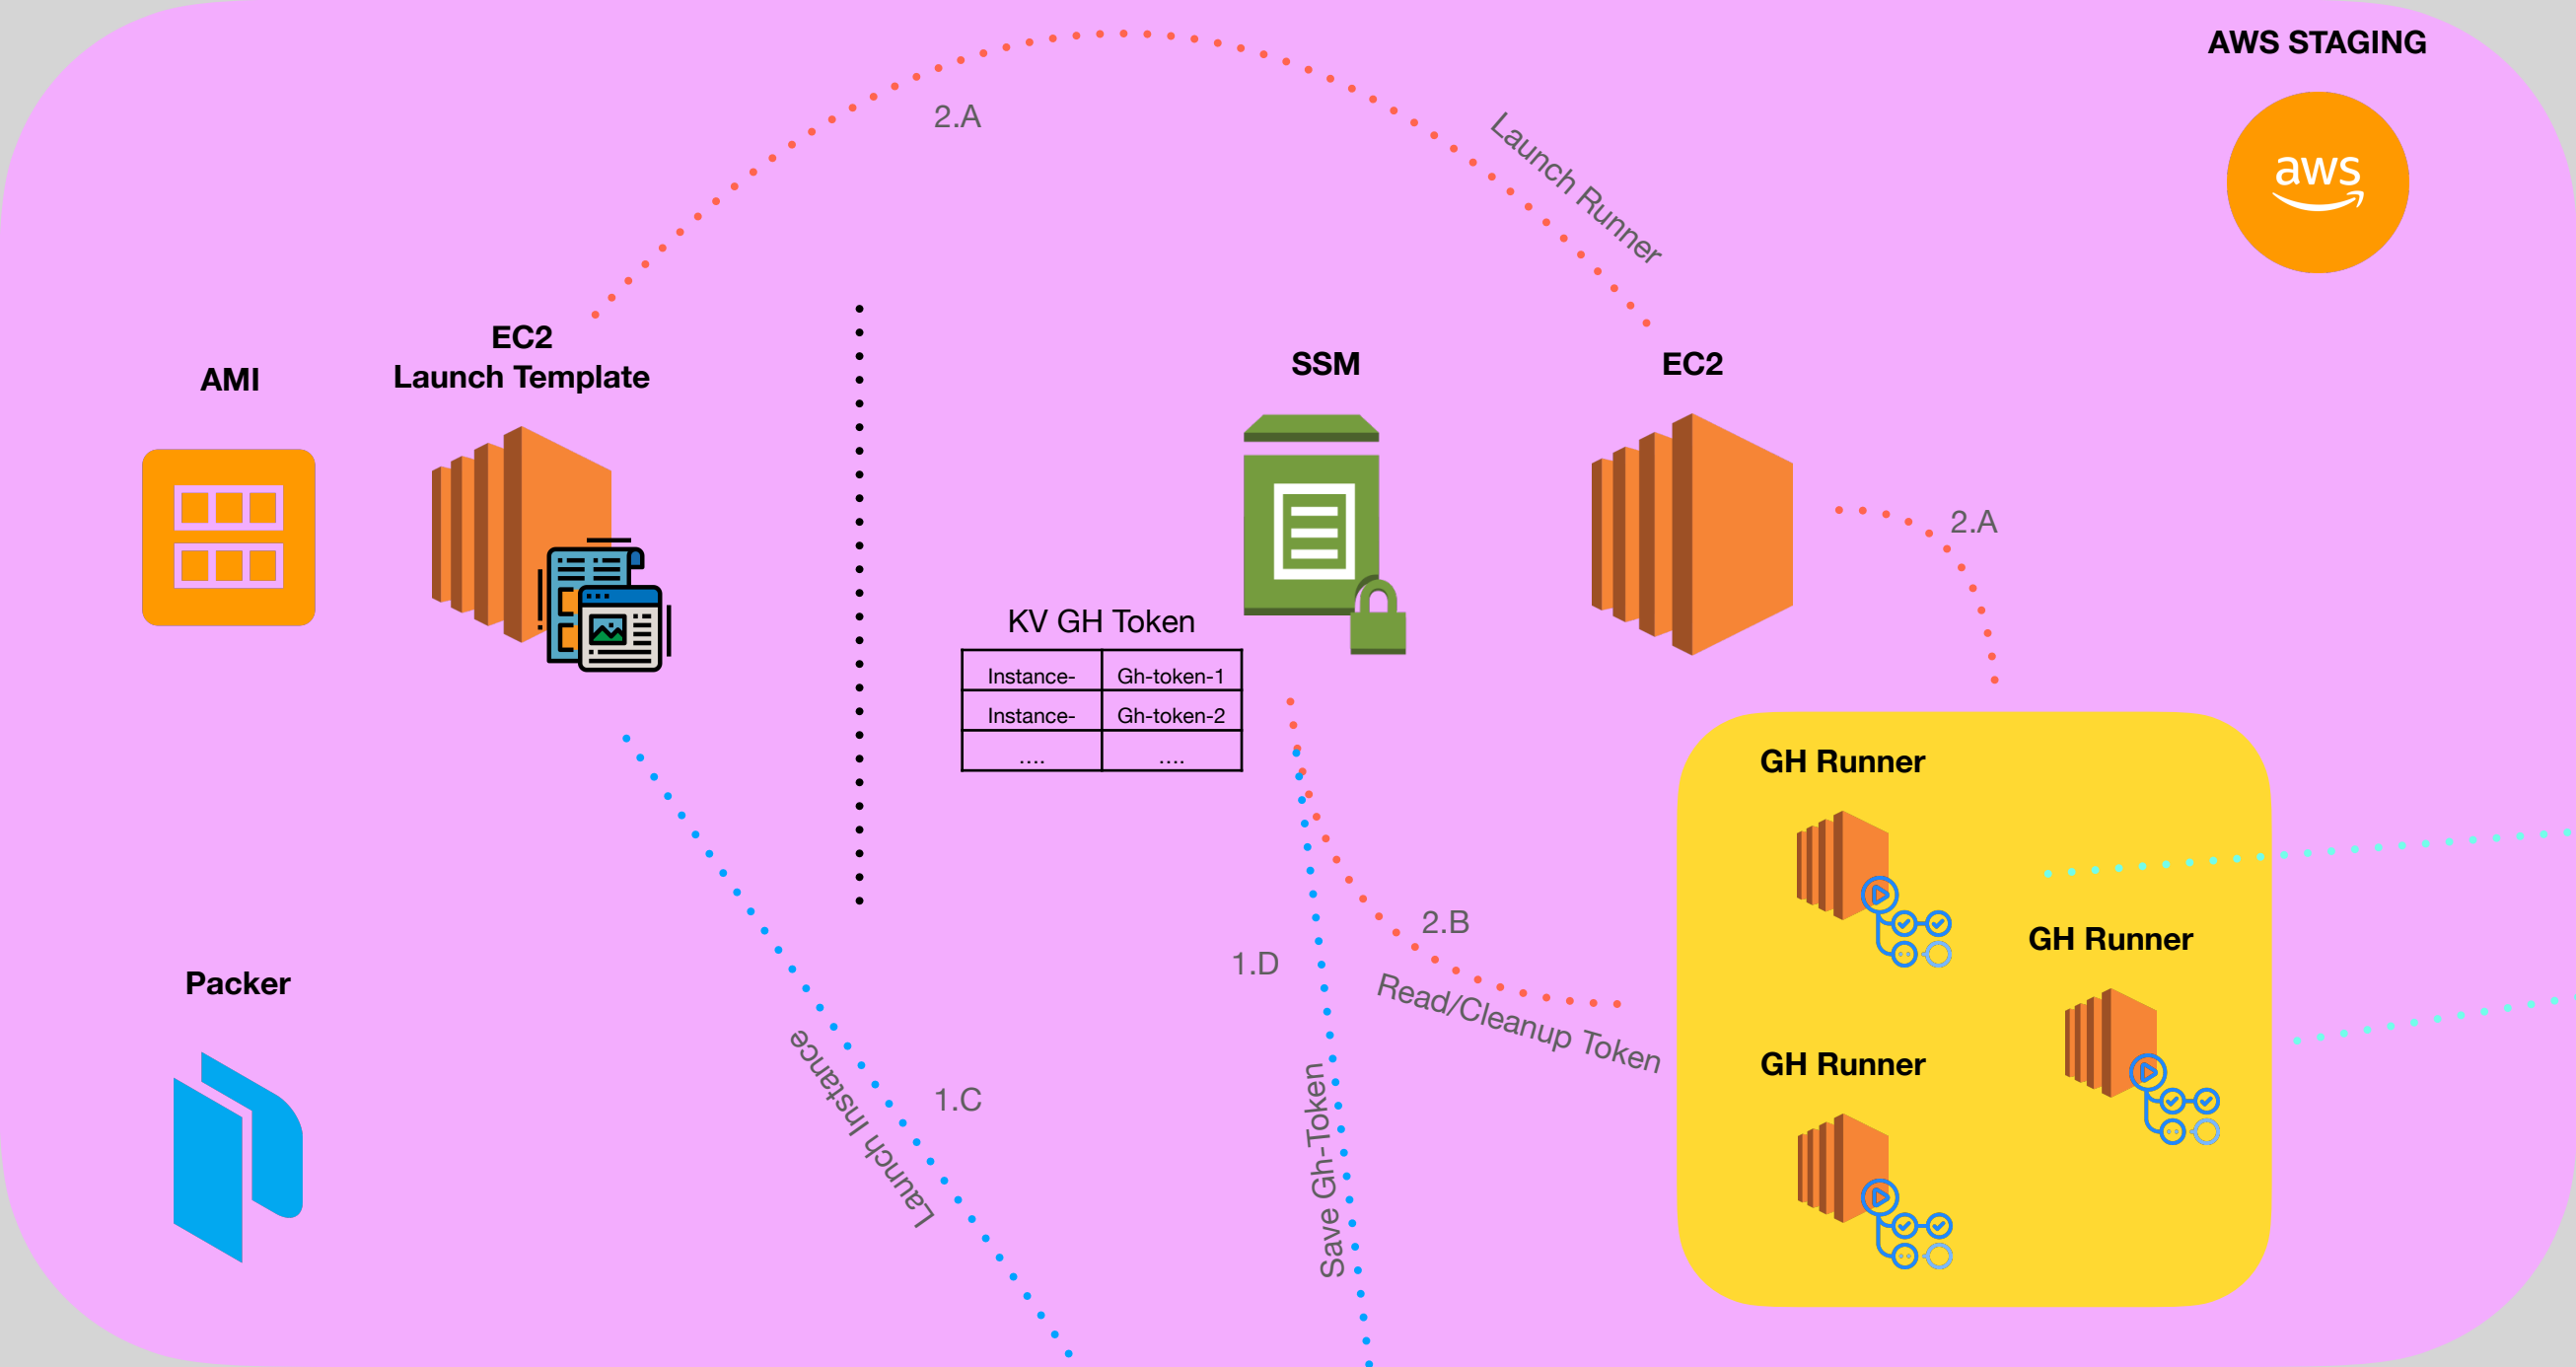 AWS STAGING
aws
2.A
Launch Runner
EC2
Launch Template
AMI
SSM
EC2
2.A
KV GH Token
Instance- Gh-token-1
Instance- Gh-token-2
.... ....
GH Runner
2.B
GH Runner
1.D
Read/Cleanup Token
Packer
GH Runner
Launch Instance
1.C
Save Gh-Token